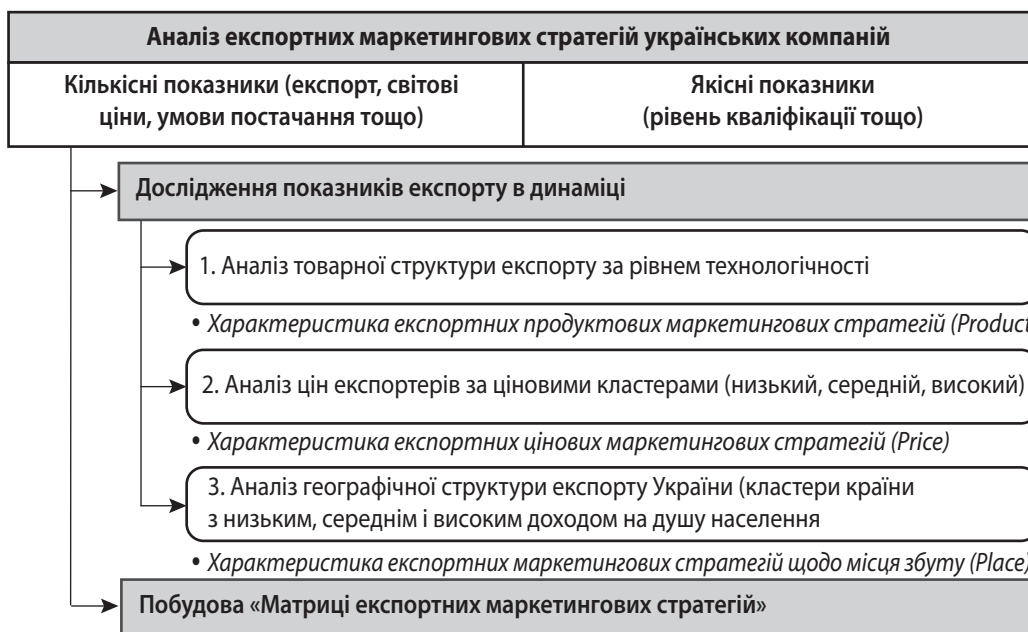 Аналіз експортних маркетингових стратегій українських компаній
Кількісні показники (експорт, світові
ціни, умови постачання тощо)
Якісні показники
(рівень кваліфікації тощо)
Дослідження показників експорту в динаміці
1. Аналіз товарної структури експорту за рівнем технологічності
• Характеристика експортних продуктових маркетингових стратегій (Product
2. Аналіз цін експортерів за ціновими кластерами (низький, середній, високий)
• Характеристика експортних цінових маркетингових стратегій (Price)
3. Аналіз географічної структури експорту України (кластери країни
з низьким, середнім і високим доходом на душу населення
• Характеристика експортних маркетингових стратегій щодо місця збуту (Place)
Побудова «Матриці експортних маркетингових стратегій»